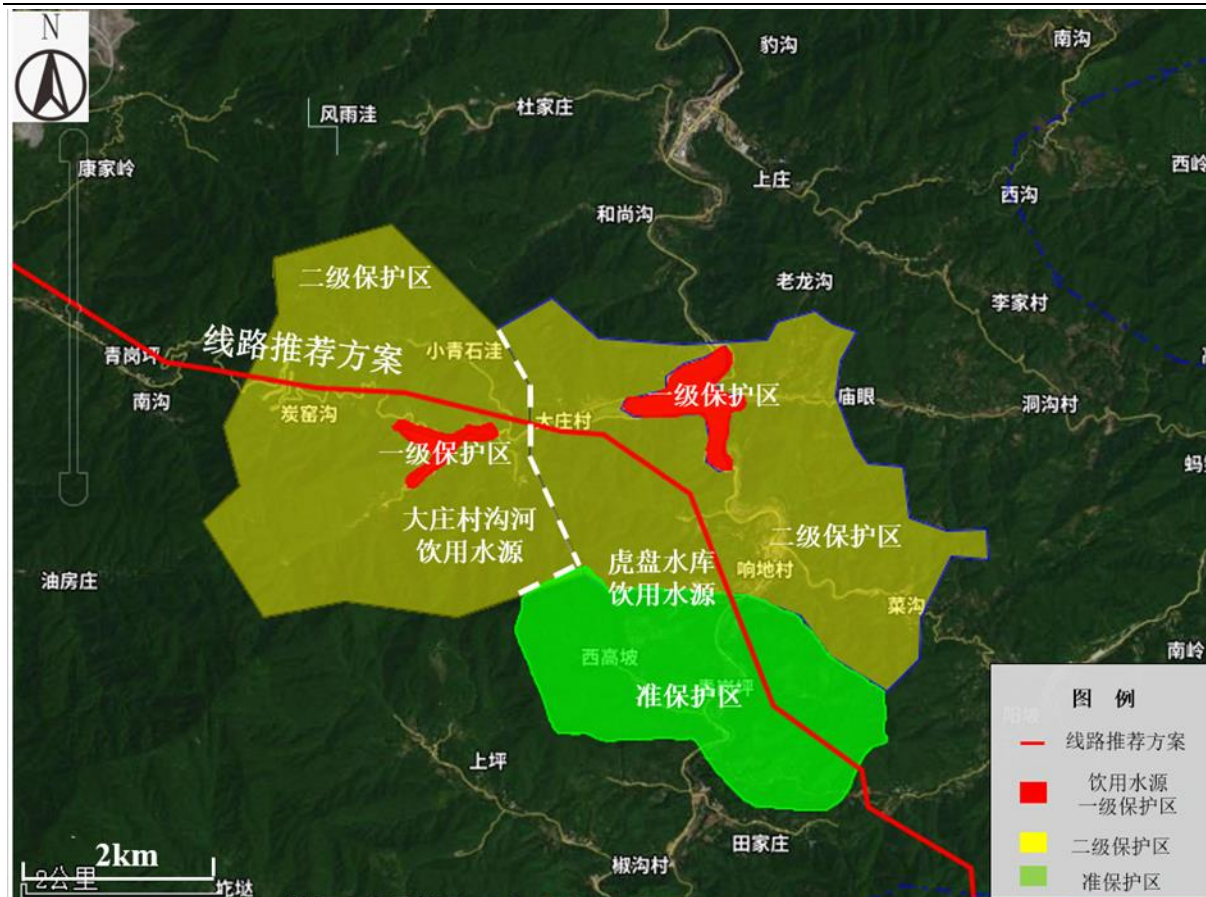 N
豹沟
南沟
杜家庄
风雨洼
康家岭
上庄
西岭
西沟
和尚沟
二级保护区
老龙沟
李家村
线路推荐方案
小青石洼
青岗坪
南沟
炭窑沟
大庄村
一级保护区
庙眼
洞沟村
一级保护区
大庄村沟河
饮用水源
二级保护区
虎盘水库
饮用水源
响地村
油房庄
菜沟
西高坡
准保护区
南岭
上坪
田家庄
椒沟村
2km
2公里
图 例
线路推荐方案
饮用水源
一级保护区
二级保护区
准保护区